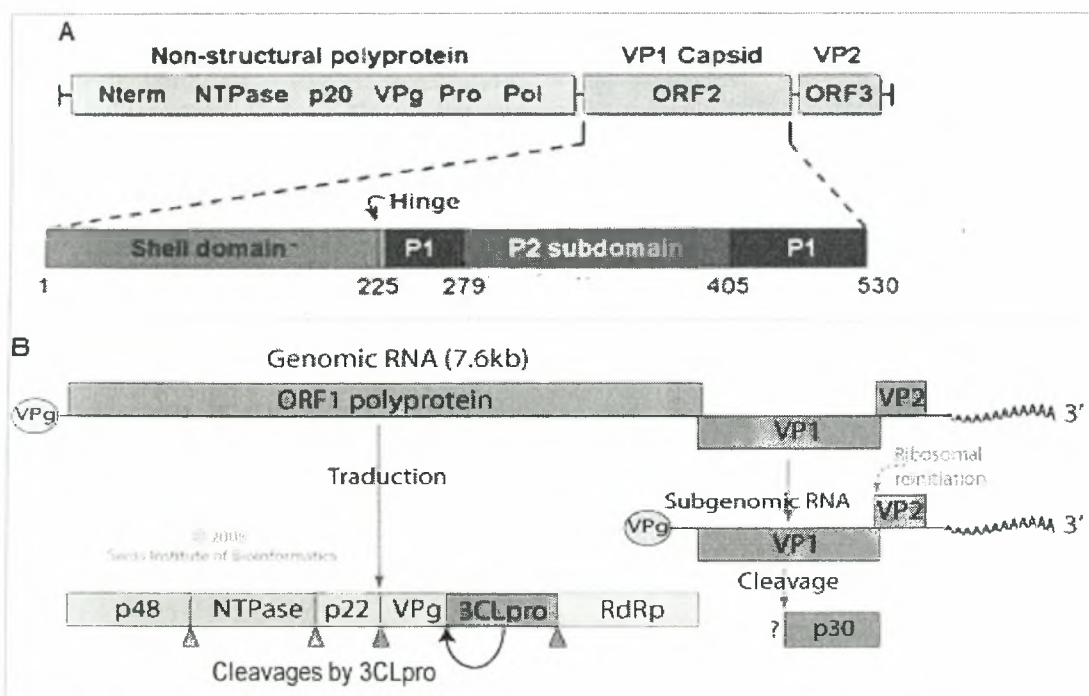 A
Non-structural polyprotein VP1 Capsid VP2
Nterm NTPase p20 VPg Pro Pol ORF2 ORF3
Hinge
Shell domain P1 P2 subdomain P1
1 225 279 405 530
B
Genomic RNA (7.6kb)
VPg ORF1 polyprotein VP2
VP1 3'
Traduction
Ribosomal
reinitiation
Subgenomic RNA
VPg VP1 VP2 3'
© 2005
Swiss Institute of Bioinformatics
Cleavage
p48 NTPase p22 VPg 3CLpro RdRp ? p30
Cleavages by 3CLpro